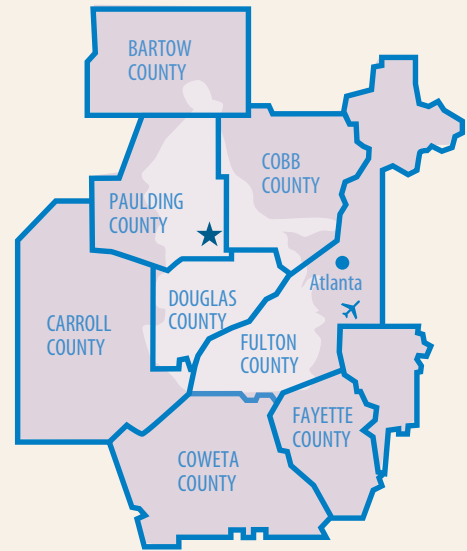 BARTOW
COUNTY
COBB
COUNTY
PAULDING
COUNTY
Atlanta
DOUGLAS
COUNTY
CARROLL
COUNTY
FULTON
COUNTY
FAYETTE
COUNTY
COWETA
COUNTY